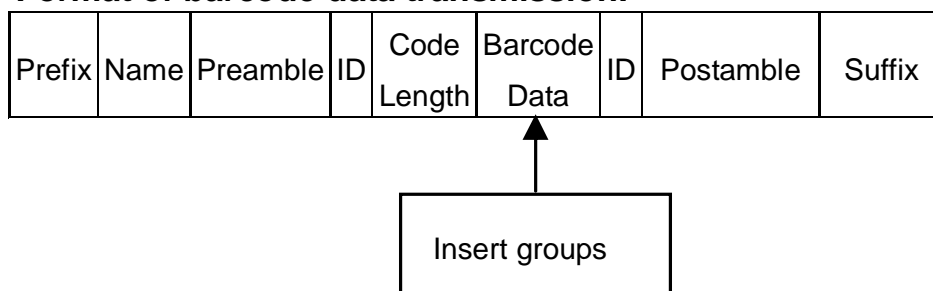 Format of barcode data transmission:
Prefix Name Preamble ID Code Length Barcode Data ID Postamble Suffix
Insert groups